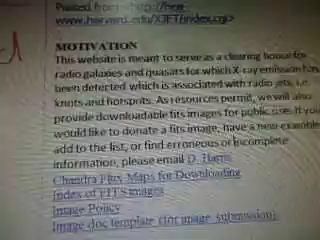 Pasted from <http://hea-
www.harvard.edu/XJET/index.cgi>
MOTIVATION
This website is meant to serve as a clearing house for
radio galaxies and quasars for which X-ray emission has
been detected which is associated with radio jets, i.e.
knots and hotspots. As resources permit, we will also
provide downloadable fits images for public use. If you
would like to donate a fits image, have a new
add to the list, or find erroneous or incomplete
information, please email D. Harris
Chandra Flux Maps for Downloading
Index of FITS images
Image Policy
Image doc template (for image submission)